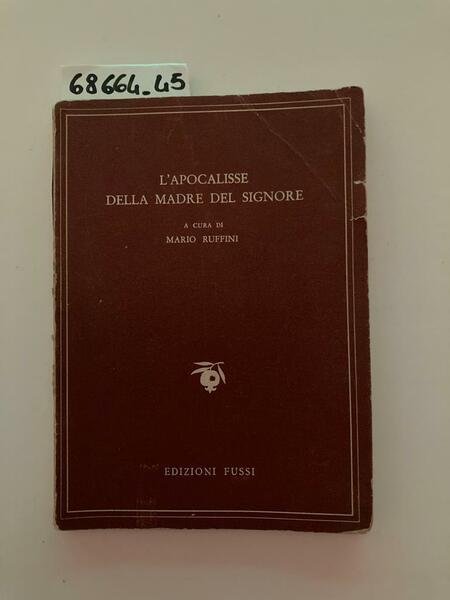 68664_45
L'APOCALISSE
DELLA MADRE DEL SIGNORE
A CURA DI
MARIO RUFFINI
EDIZIONI FUSSI